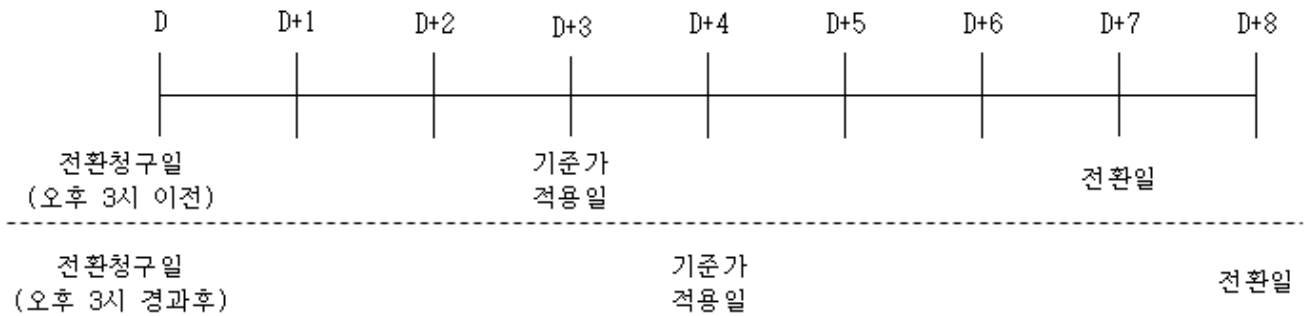 D D+1 D+2 D+3 D+4 D+5 D+6 D+7 D+8
전환청구일 기준가 전환일
(오후 3시 이전) 적용일
전환청구일 기준가 전환일
(오후 3시 경과후) 적용일